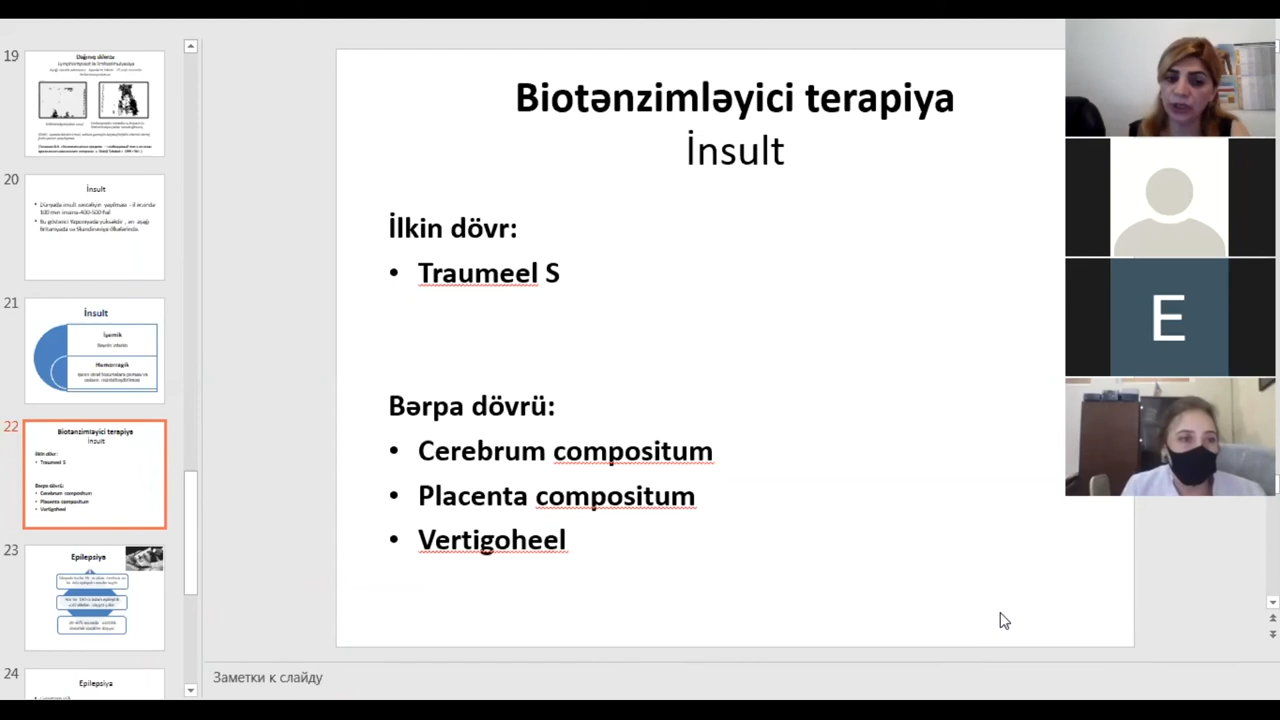 19
20
İnsult
21
İnsult
İşemik
Hemorragik
22
Biotənzimləyici terapiya
İnsult
İlkin dövr:
• Traumeel S
Bərpa dövrü:
• Cerebrum compositum
• Placenta compositum
• Vertigoheel
23
Epilepsiya
24
Epilepsiya
Biotənzimləyici terapiya
İnsult
İlkin dövr:
• Traumeel S
Bərpa dövrü:
• Cerebrum compositum
• Placenta compositum
• Vertigoheel
Заметки к слайду
E